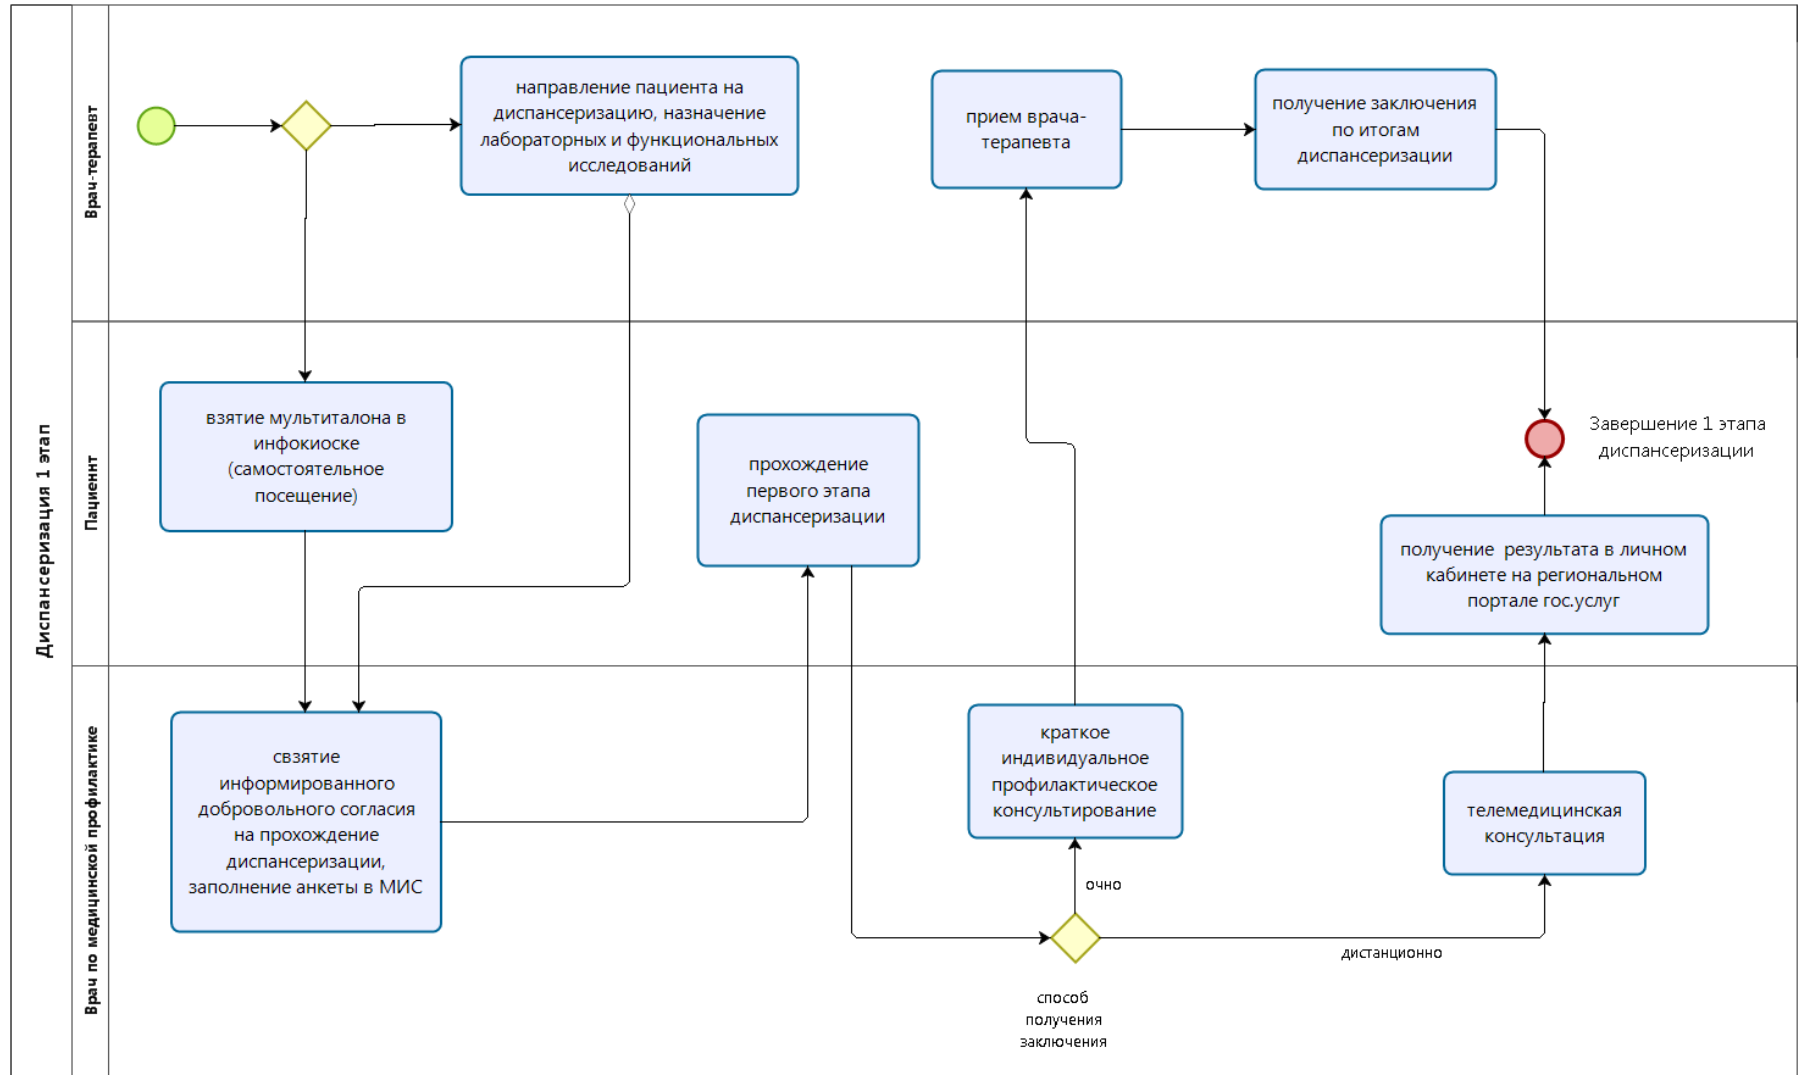 Диспансеризация 1 этап
Врач-терапевт
направление пациента на
диспансеризацию, назначение
лабораторных и функциональных
исследований
прием врача-
терапевта
получение заключения
по итогам
диспансеризации
Пациент
взятие мультиталона в
инфокиоске
(самостоятельное
посещение)
прохождение
первого этапа
диспансеризации
Завершение 1 этапа
диспансеризации
получение результата в личном
кабинете на региональном
портале гос.услуг
Врач по медицинской профилактике
свзятие
информированного
добровольного согласия
на прохождение
диспансеризации,
заполнение анкеты в МИС
краткое
индивидуальное
профилактическое
консультирование
телемедицинская
консультация
очно
дистанционно
способ
получения
заключения